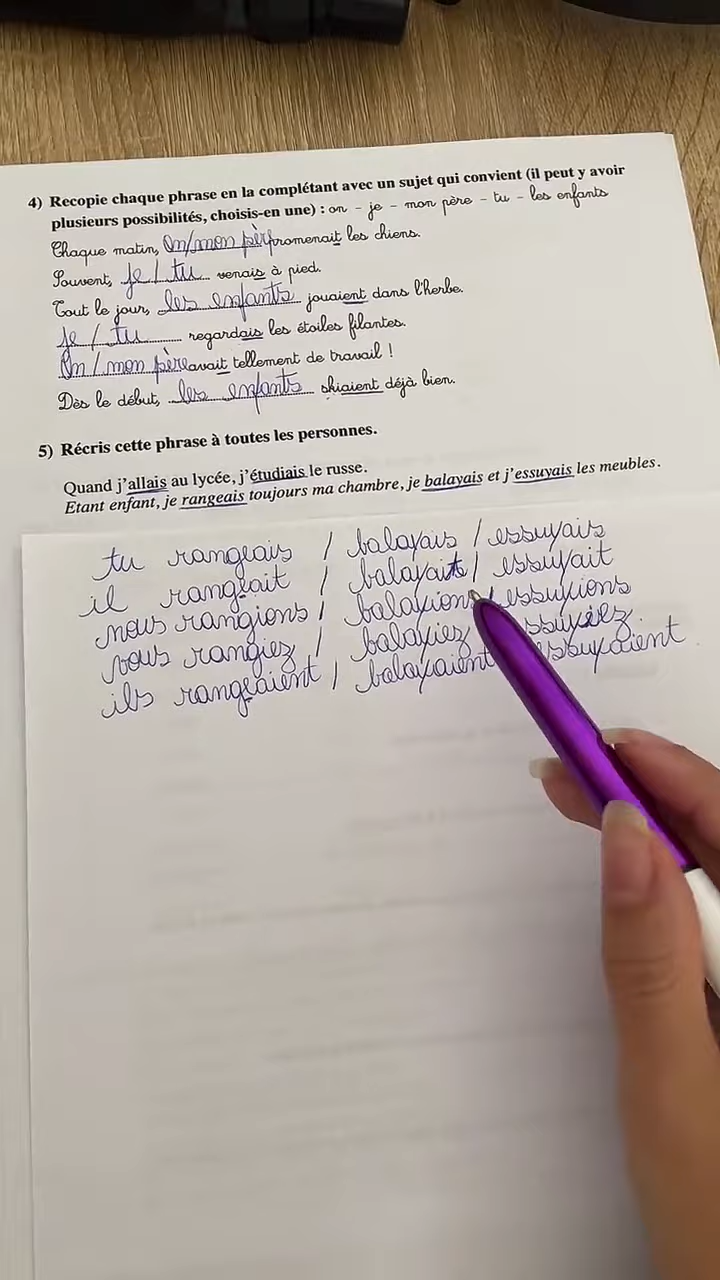 4) Recopie chaque phrase en la complétant avec un sujet qui convient (il peut y avoir
plusieurs possibilités, choisis-en une) : on - je - mon père - tu - les enfants
Chaque matin, On/mon père promenait les chiens.
Souvent, je / tu venais à pied.
Tout le jour, les enfants jouaient dans l'herbe.
je / tu regardais les étoiles filantes.
On / mon père avait tellement de travail !
Dès le début, les enfants skiaient déjà bien.
5) Récris cette phrase à toutes les personnes.
Quand j'allais au lycée, j'étudiais le russe.
Etant enfant, je rangeais toujours ma chambre, je balayais et j'essuyais les meubles.
tu rangeais / balayais / essuyais
il rangeait / balayait / essuyait
nous rangions / balayions / essuyions
vous rangiez / balayiez
ils rangeaient / balayaient essuyaient